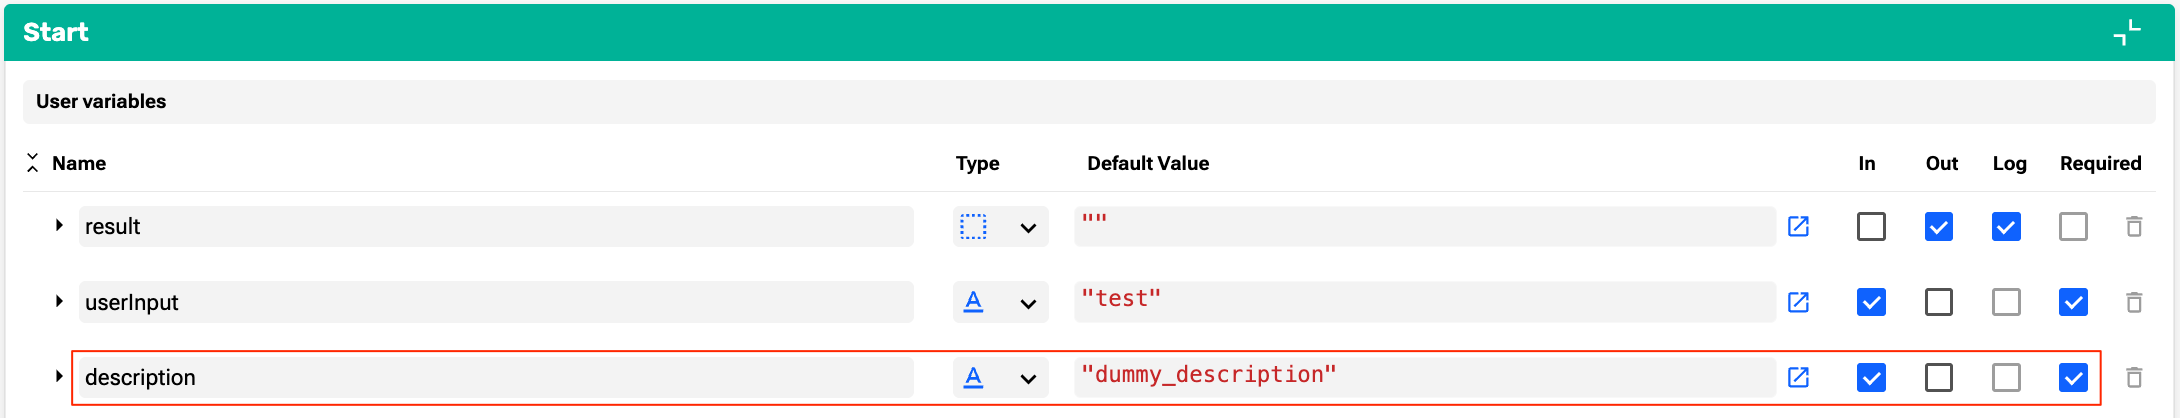 Start
User variables
Name Type Default Value In Out Log Required
result ""
userInput A "test"
description A "dummy_description"